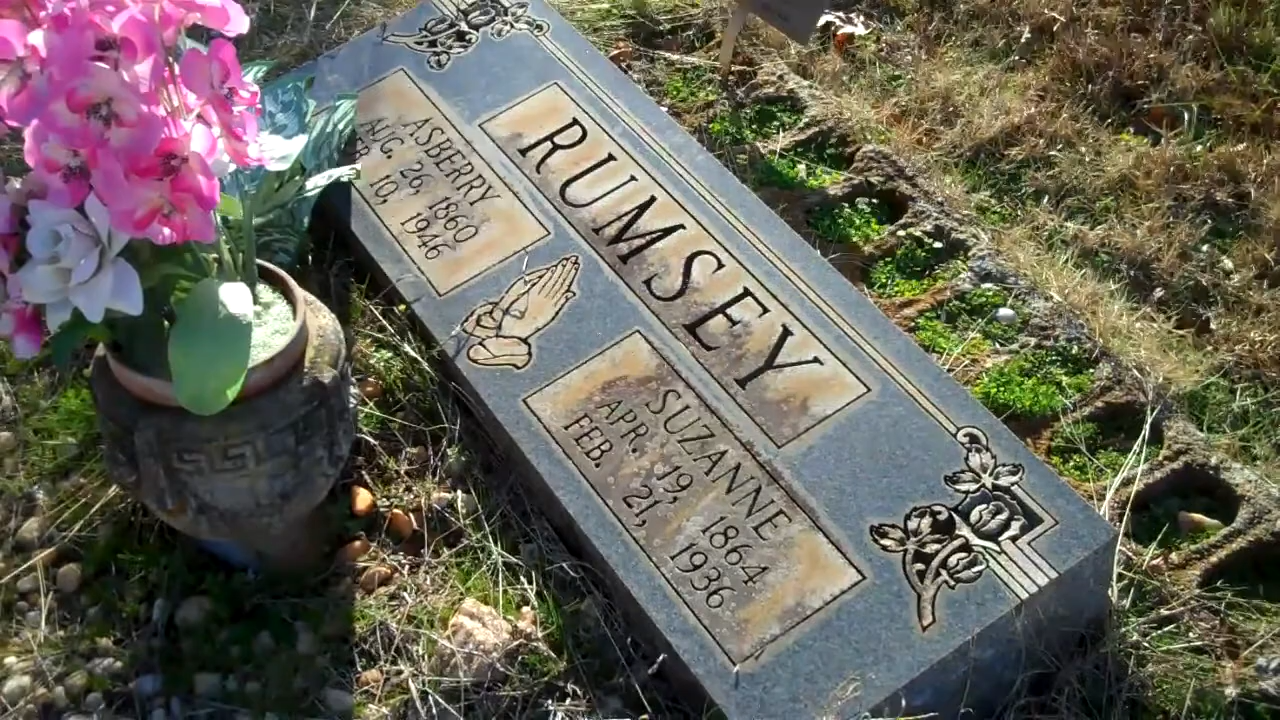 RUMSEY
ASBERRY
AUG. 26, 1860
10, 1946
SUZANNE
APR. 19, 1864
FEB. 21, 1936